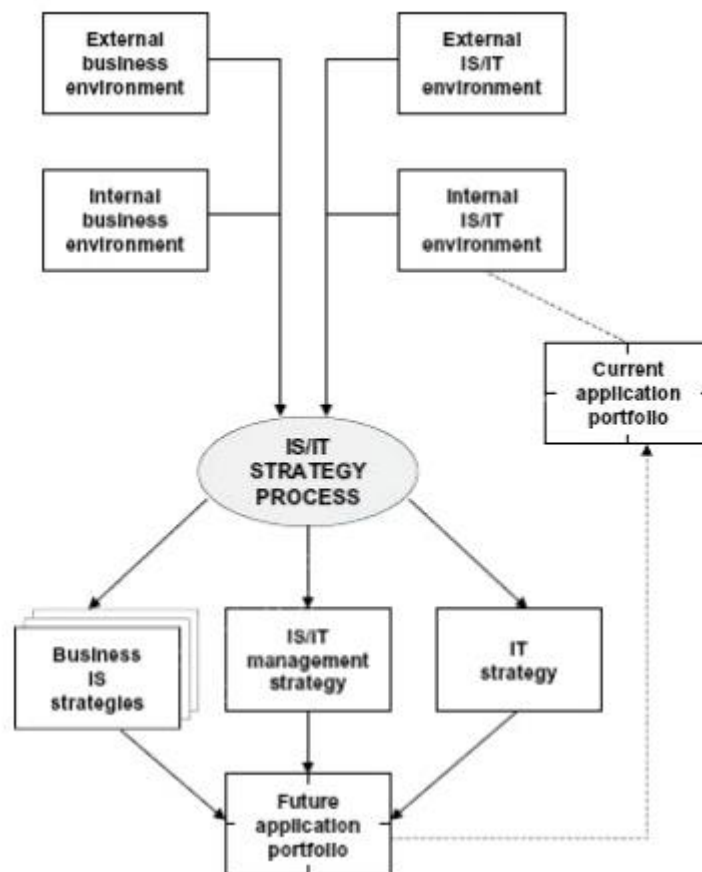 External
business
environment
External
IS/IT
environment
Internal
business
environment
Internal
IS/IT
environment
Current
application
portfolio
IS/IT
STRATEGY
PROCESS
Business
IS
strategies
IS/IT
management
strategy
IT
strategy
Future
application
portfolio